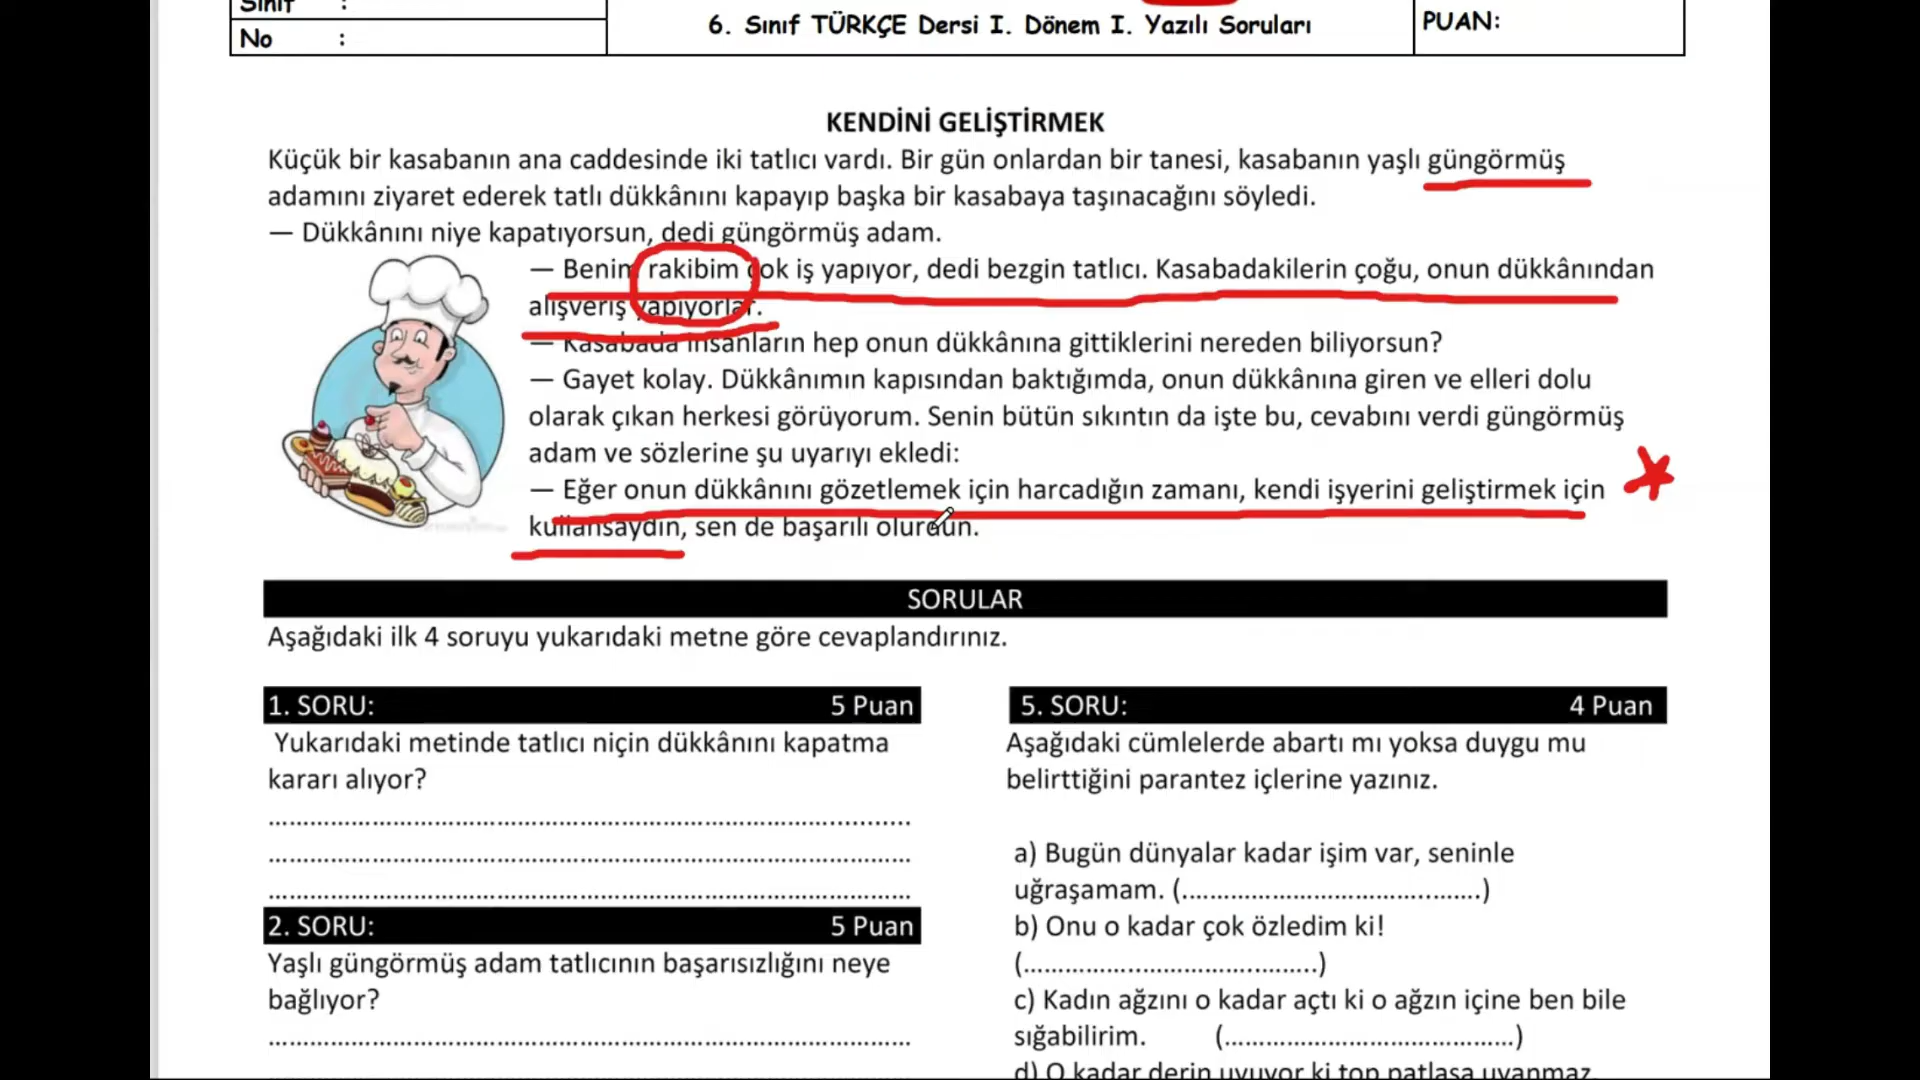 Sınıf :
No :
6. Sınıf TÜRKÇE Dersi I. Dönem I. Yazılı Soruları
PUAN:
KENDİNİ GELİŞTİRMEK
Küçük bir kasabanın ana caddesinde iki tatlıcı vardı. Bir gün onlardan bir tanesi, kasabanın yaşlı güngörmüş
adamını ziyaret ederek tatlı dükkânını kapayıp başka bir kasabaya taşınacağını söyledi.
— Dükkânını niye kapatıyorsun, dedi güngörmüş adam.
— Benim rakibim çok iş yapıyor, dedi bezgin tatlıcı. Kasabadakilerin çoğu, onun dükkânından
alışveriş yapıyorlar.
— Kasabada insanların hep onun dükkânına gittiklerini nereden biliyorsun?
— Gayet kolay. Dükkânımın kapısından baktığımda, onun dükkânına giren ve elleri dolu
olarak çıkan herkesi görüyorum. Senin bütün sıkıntın da işte bu, cevabını verdi güngörmüş
adam ve sözlerine şu uyarıyı ekledi:
— Eğer onun dükkânını gözetlemek için harcadığın zamanı, kendi işyerini geliştirmek için
kullansaydın, sen de başarılı olurdun.
SORULAR
Aşağıdaki ilk 4 soruyu yukarıdaki metne göre cevaplandırınız.
1. SORU: 5 Puan
Yukarıdaki metinde tatlıcı niçin dükkânını kapatma
kararı alıyor?
2. SORU: 5 Puan
Yaşlı güngörmüş adam tatlıcının başarısızlığını neye
bağlıyor?
5. SORU: 4 Puan
Aşağıdaki cümlelerde abartı mı yoksa duygu mu
belirttiğini parantez içlerine yazınız.
a) Bugün dünyalar kadar işim var, seninle
uğraşamam. (……………………………………)
b) Onu o kadar çok özledim ki!
(……………………………………)
c) Kadın ağzını o kadar açtı ki o ağzın içine ben bile
sığabilirim. (……………………………………)
d) O kadar derin uyuyor ki top patlasa uyanmaz.